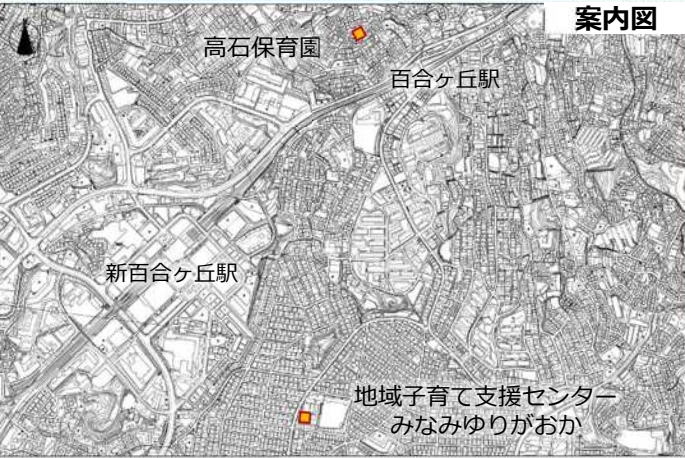 案内図
高石保育園
百合ヶ丘駅
新百合ヶ丘駅
地域子育て支援センター
みなみゆりがおか